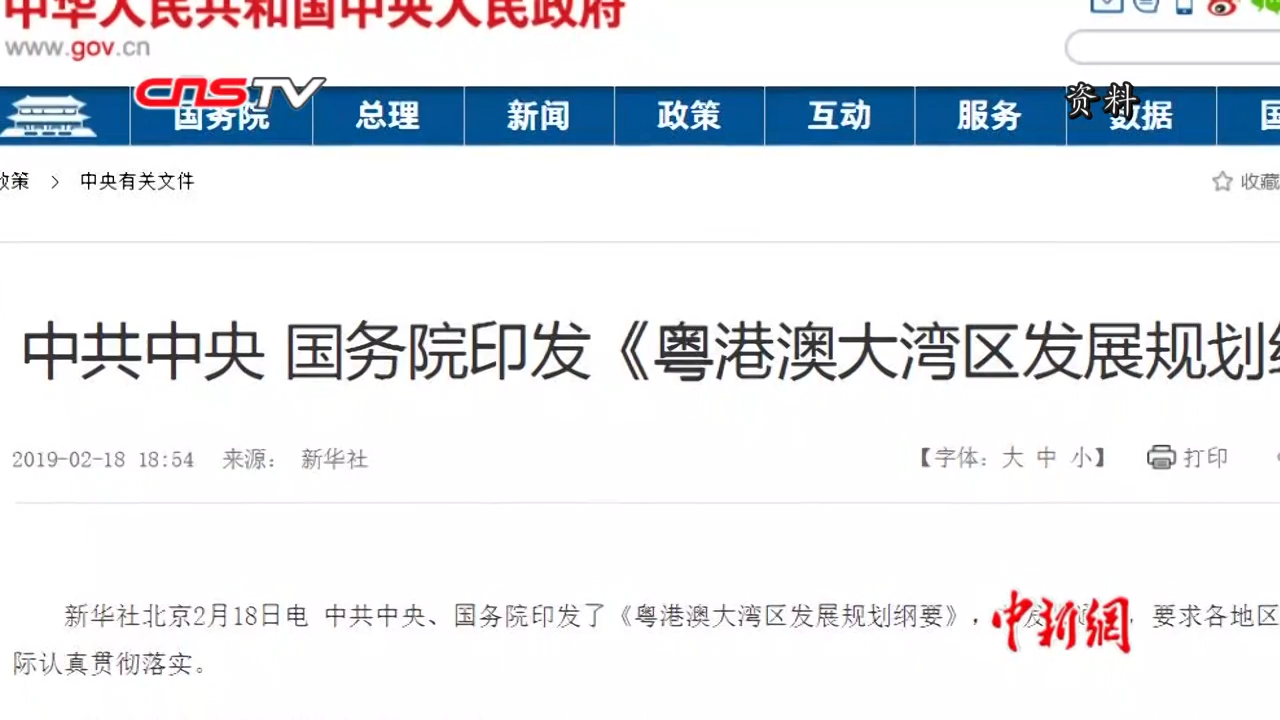 中华人民共和国中央人民政府
www.gov.cn
CNSTV
国务院 总理 新闻 政策 互动 服务 数据
资料
政策 > 中央有关文件
收藏
中共中央 国务院印发《粤港澳大湾区发展规划
2019-02-18 18:54 来源： 新华社 【字体：大 中 小】 打印
新华社北京2月18日电 中共中央、国务院印发了《粤港澳大湾区发展规划纲要》，
要求各地区
中新網
际认真贯彻落实。